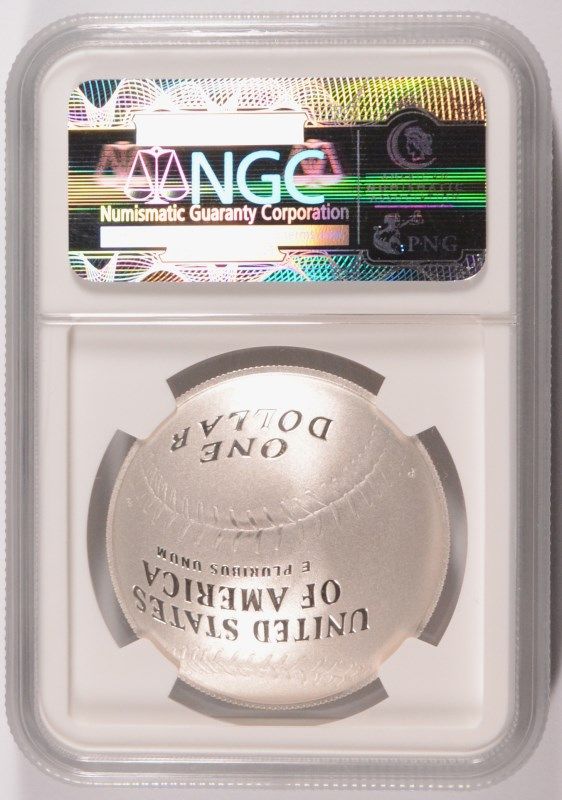 NGC
Numismatic Guaranty Corporation
PNG
UNITED STATES
OF AMERICA
E PLURIBUS UNUM
ONE
DOLLAR